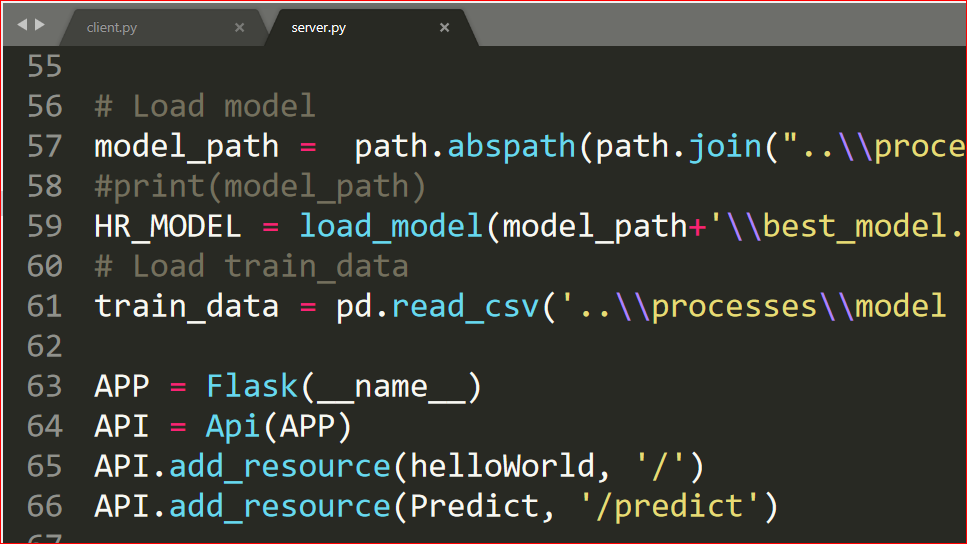 client.py × server.py ×
55
56 # Load model
57 model_path =  path.abspath(path.join("..\\proce
58 #print(model_path)
59 HR_MODEL = load_model(model_path+'\\best_model.
60 # Load train_data
61 train_data = pd.read_csv('..\\processes\\model
62
63 APP = Flask(__name__)
64 API = Api(APP)
65 API.add_resource(helloWorld, '/')
66 API.add_resource(Predict, '/predict')
67